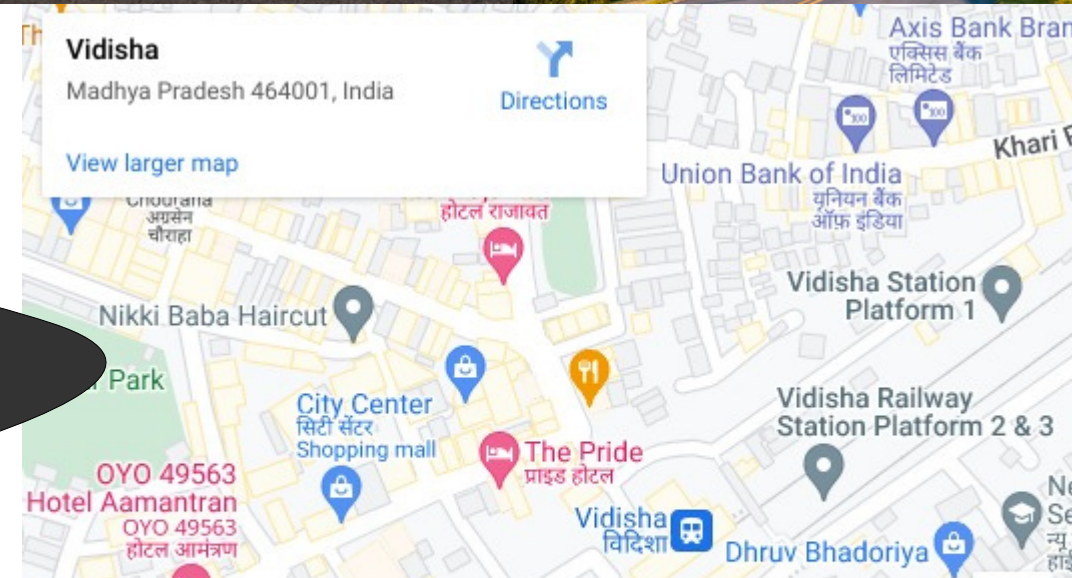 Th
Vidisha
Madhya Pradesh 464001, India
Directions
View larger map
Axis Bank Bran
एक्सिस बैंक
लिमिटेड
Khari
Union Bank of India
यूनियन बैंक
ऑफ़ इंडिया
अग्रसेन
चौराहा
होटल राजावत
Nikki Baba Haircut
Vidisha Station
Platform 1
Park
City Center
सिटी सेंटर
Shopping mall
Vidisha Railway
Station Platform 2 & 3
The Pride
प्राइड होटल
OYO 49563
Hotel Aamantran
OYO 49563
होटल आमंत्रण
Vidisha
विदिशा
Dhruv Bhadoriya
Ne
Se
न्यू